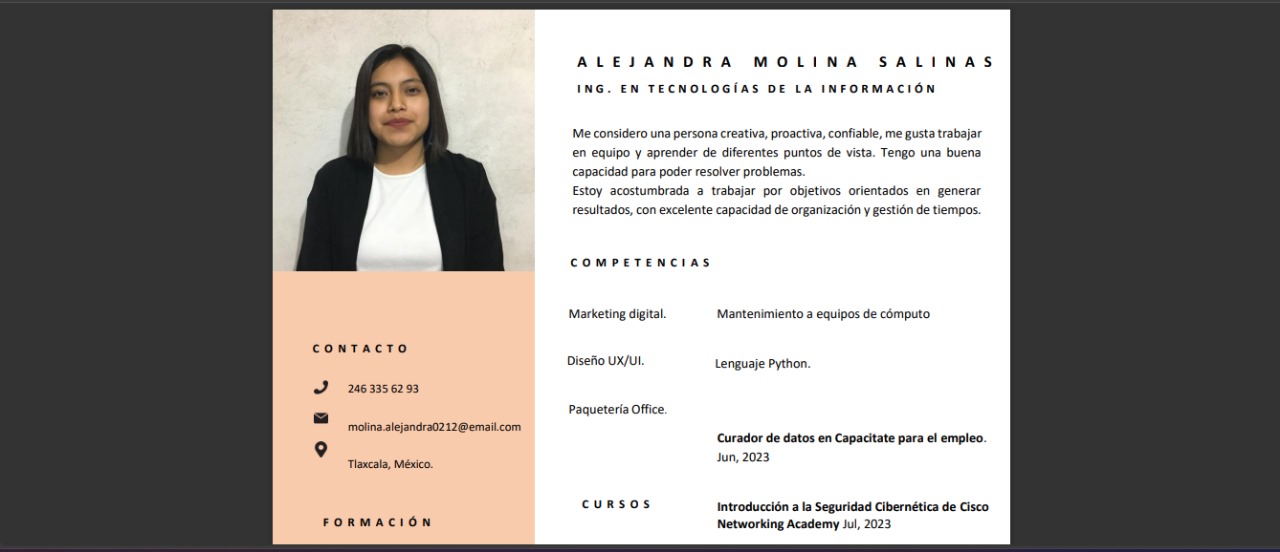 ALEJANDRA MOLINA SALINAS
ING. EN TECNOLOGÍAS DE LA INFORMACIÓN
Me considero una persona creativa, proactiva, confiable, me gusta trabajar
en equipo y aprender de diferentes puntos de vista. Tengo una buena
capacidad para poder resolver problemas.
Estoy acostumbrada a trabajar por objetivos orientados en generar
resultados, con excelente capacidad de organización y gestión de tiempos.
COMPETENCIAS
Marketing digital.
Mantenimiento a equipos de cómputo
Diseño UX/UI.
Lenguaje Python.
Paquetería Office.
CONTACTO
246 335 62 93
molina.alejandra0212@email.com
Tlaxcala, México.
FORMACIÓN
CURSOS
Curador de datos en Capacitate para el empleo.
Jun, 2023
Introducción a la Seguridad Cibernética de Cisco
Networking Academy Jul, 2023